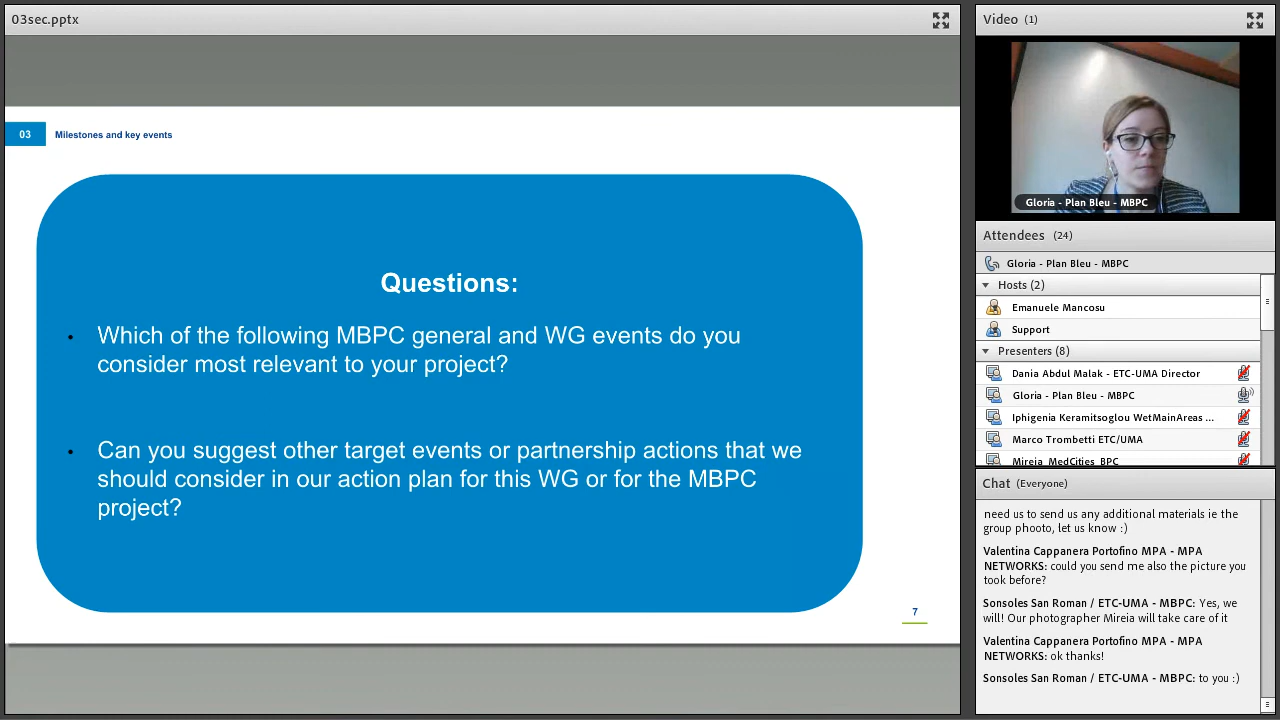 03sec.pptx
03
Milestones and key events
Questions:
• Which of the following MBPC general and WG events do you
consider most relevant to your project?
• Can you suggest other target events or partnership actions that we
should consider in our action plan for this WG or for the MBPC
project?
7
Video (1)
Gloria - Plan Bleu - MBPC
Attendees (24)
Gloria - Plan Bleu - MBPC
Hosts (2)
Emanuele Mancosu
Support
Presenters (8)
Dania Abdul Malak - ETC-UMA Director
Gloria - Plan Bleu - MBPC
Iphigenia Keramitsoglou WetMainAreas ...
Marco Trombetti ETC/UMA
Mireia_MedCities_BPC
Chat (Everyone)
need us to send us any additional materials ie the
group phooto, let us know :)
Valentina Cappanera Portofino MPA - MPA
NETWORKS: could you send me also the picture you
took before?
Sonsoles San Roman / ETC-UMA - MBPC: Yes, we
will! Our photographer Mireia will take care of it
Valentina Cappanera Portofino MPA - MPA
NETWORKS: ok thanks!
Sonsoles San Roman / ETC-UMA - MBPC: to you :)